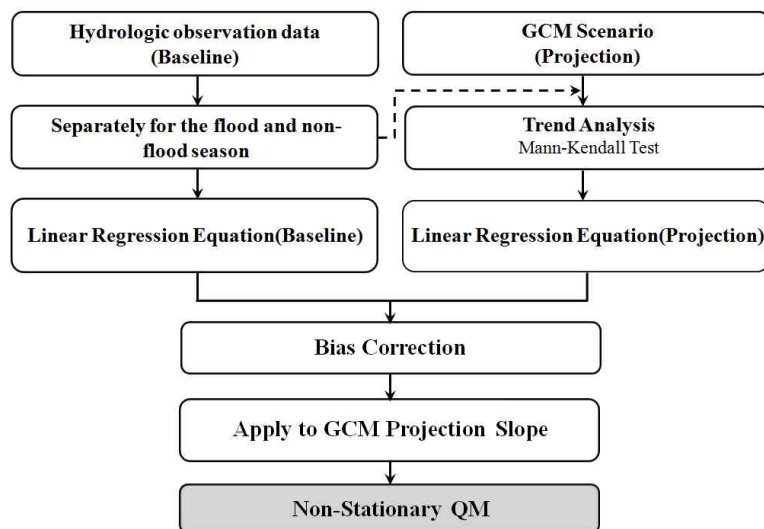 Hydrologic observation data
(Baseline)
GCM Scenario
(Projection)
Separately for the flood and non-
flood season
Trend Analysis
Mann-Kendall Test
Linear Regression Equation(Baseline)
Linear Regression Equation(Projection)
Bias Correction
Apply to GCM Projection Slope
Non-Stationary QM